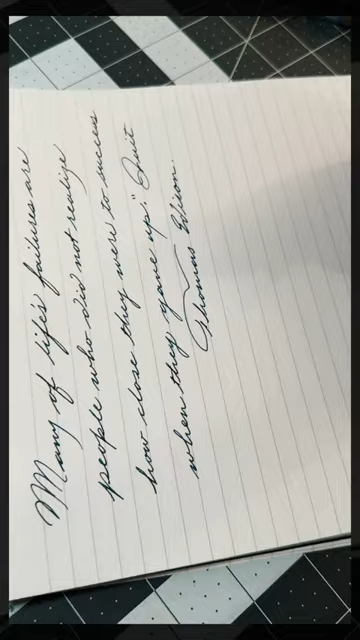 Many of life's failures are
people who did not realize
how close they were to success
when they gave up." Quit
~ Thomas Edison.